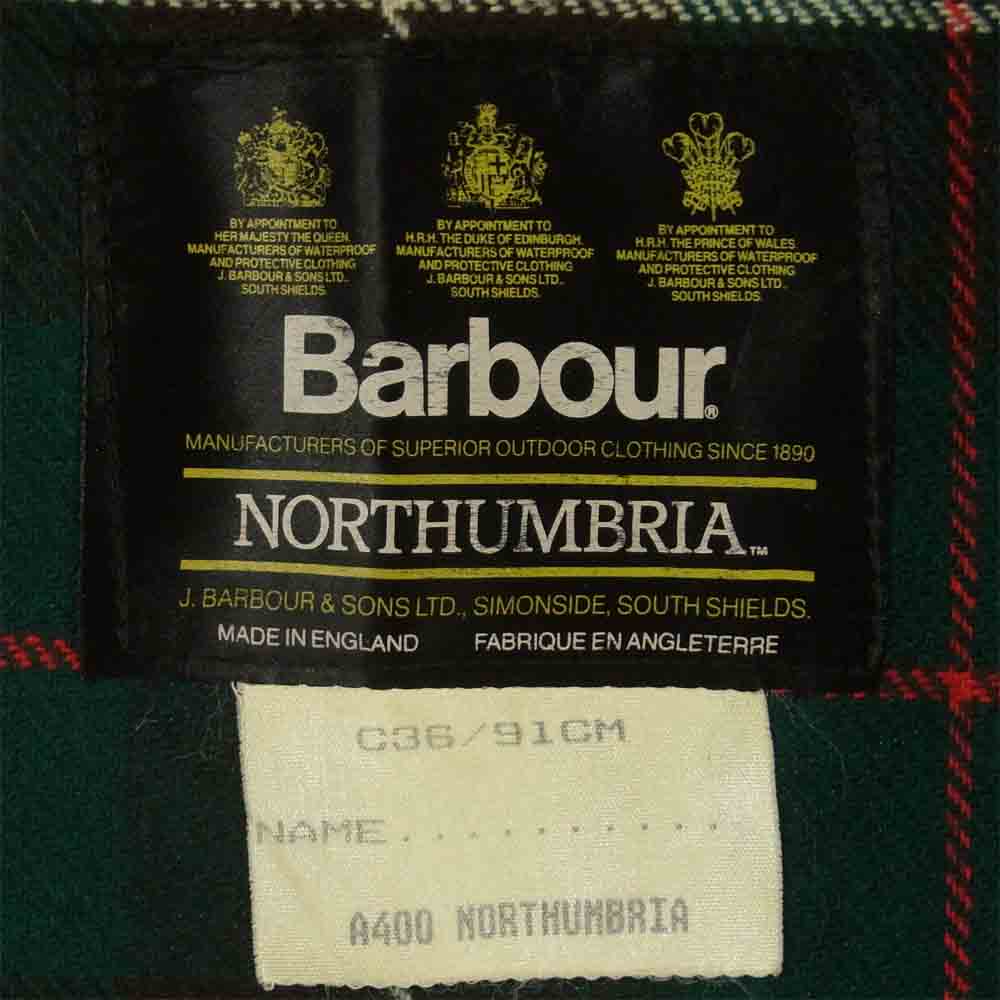 BY APPOINTMENT TO
HER MAJESTY THE QUEEN.
MANUFACTURERS OF WATERPROOF
AND PROTECTIVE CLOTHING
J. BARBOUR & SONS LTD.,
SOUTH SHIELDS.
BY APPOINTMENT TO
H.R.H. THE DUKE OF EDINBURGH.
MANUFACTURERS OF WATERPROOF
AND PROTECTIVE CLOTHING
J. BARBOUR & SONS LTD.,
SOUTH SHIELDS.
BY APPOINTMENT TO
H.R.H. THE PRINCE OF WALES.
MANUFACTURERS OF WATERPROOF
AND PROTECTIVE CLOTHING
J. BARBOUR & SONS LTD.,
SOUTH SHIELDS.
Barbour®
MANUFACTURERS OF SUPERIOR OUTDOOR CLOTHING SINCE 1890
NORTHUMBRIA™
J. BARBOUR & SONS LTD., SIMONSIDE, SOUTH SHIELDS.
MADE IN ENGLAND FABRIQUE EN ANGLETERRE
C36/91CM
NAME............
A400 NORTHUMBRIA